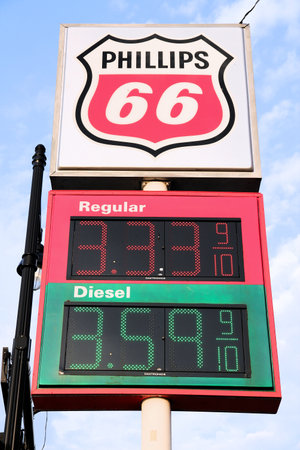 PHILLIPS
66
Regular
3.33 9/10
Diesel
3.59 9/10